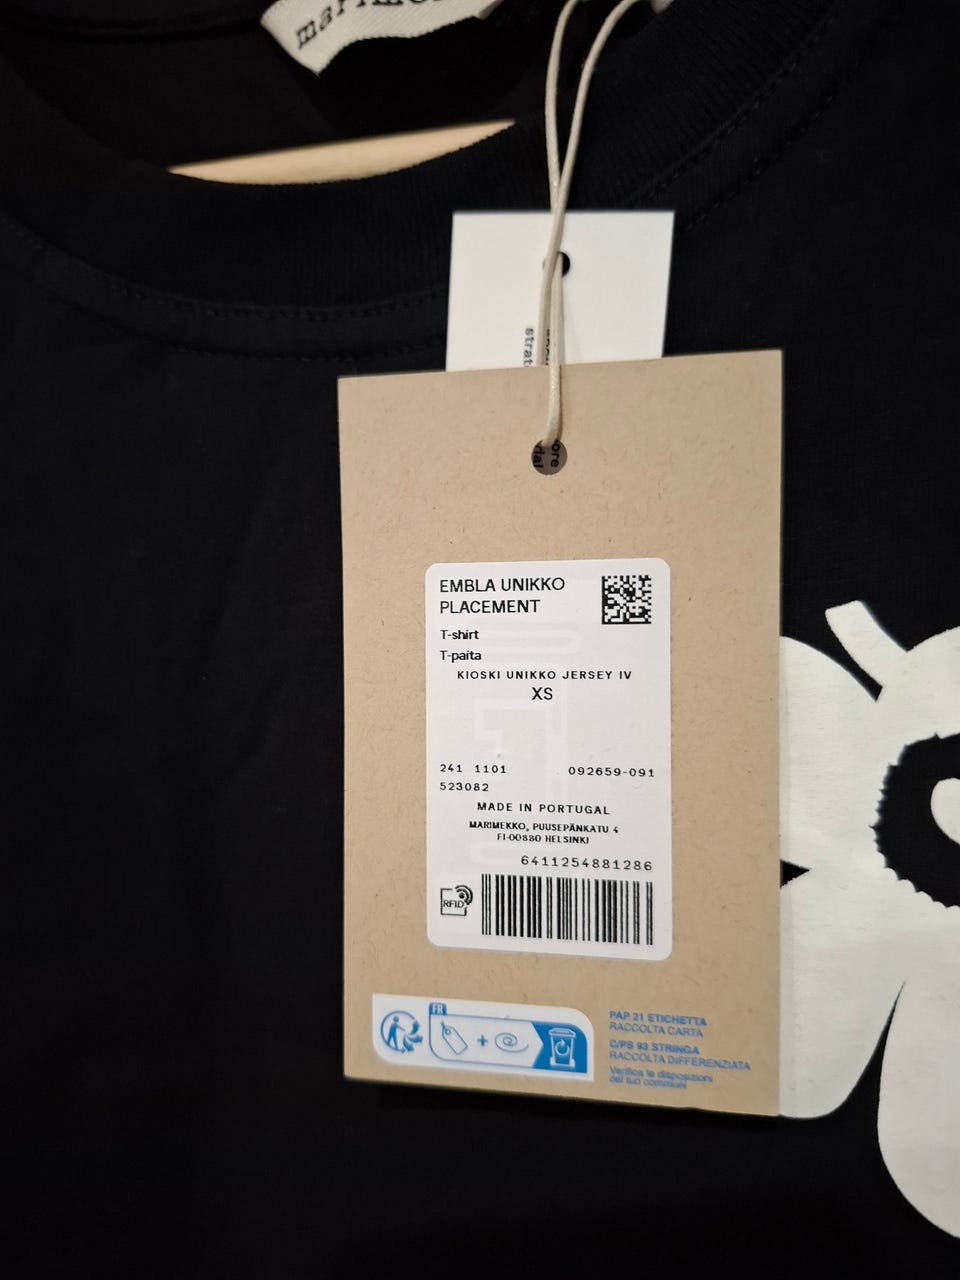 EMBLA UNIKKO
PLACEMENT
T-shirt
T-paita
KIOSKI UNIKKO JERSEY IV
XS
241 1101 092659-091
523082
MADE IN PORTUGAL
MARIMEKKO, PUUSEPÄNKATU 4
FI-00880 HELSINKI
6411254881286
RFID
FR
PAP 21 ETICHETTA
RACCOLTA CARTA
C/PS 93 STRINGA
RACCOLTA DIFFERENZIATA
Verifica le disposizioni
del tuo comune